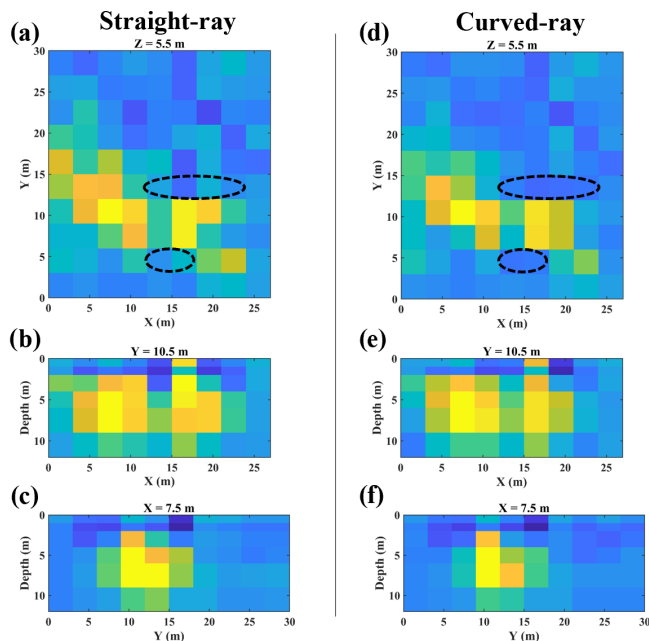 Straight-ray
Curved-ray
(a)
Z = 5.5 m
30
25
20
15
10
5
0
Y (m)
0 5 10 15 20 25
X (m)
(d)
Z = 5.5 m
30
25
20
15
10
5
0
Y (m)
0 5 10 15 20 25
X (m)
(b)
Y = 10.5 m
0
5
10
Depth (m)
0 5 10 15 20 25
X (m)
(e)
Y = 10.5 m
0
5
10
Depth (m)
0 5 10 15 20 25
X (m)
(c)
X = 7.5 m
0
5
10
Depth (m)
0 5 10 15 20 25 30
Y (m)
(f)
X = 7.5 m
0
5
10
Depth (m)
0 5 10 15 20 25 30
Y (m)